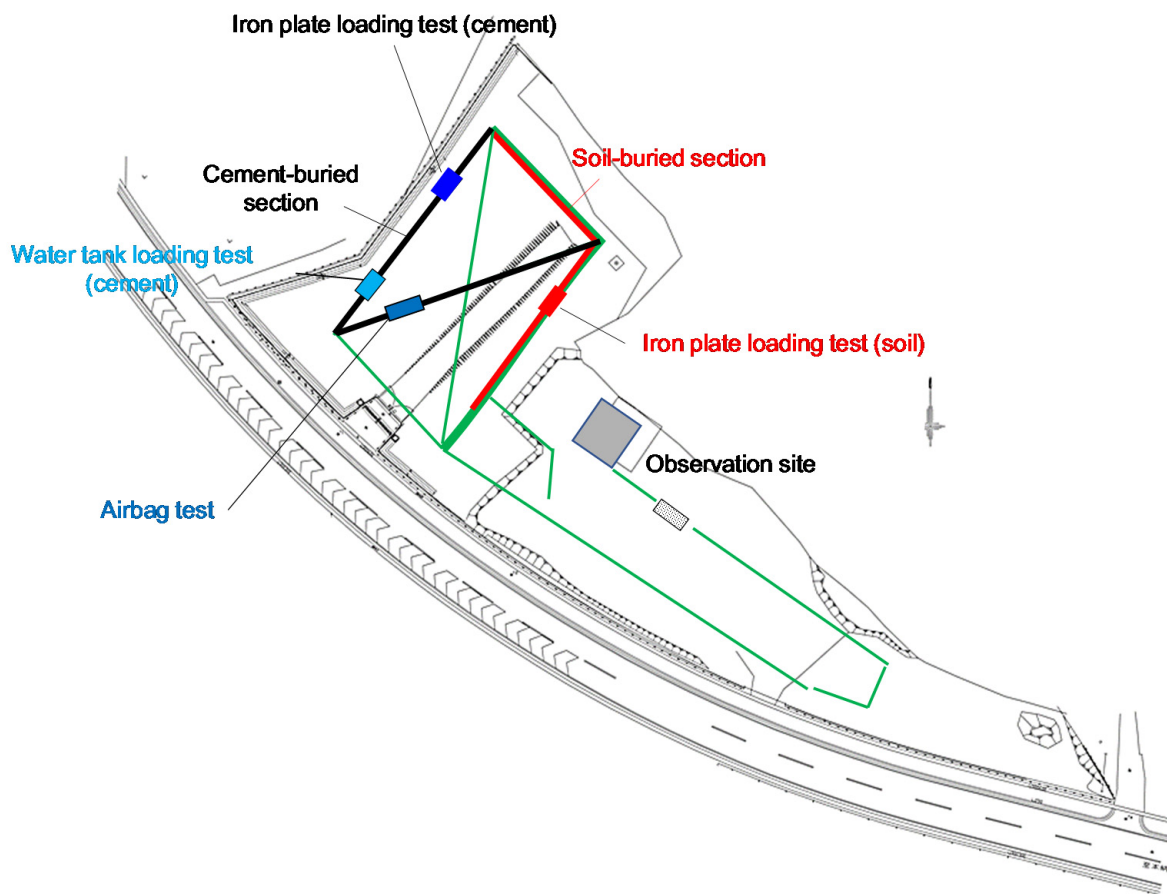 Iron plate loading test (cement)
Soil-buried section
Cement-buried
section
Water tank loading test
(cement)
Iron plate loading test (soil)
Observation site
Airbag test